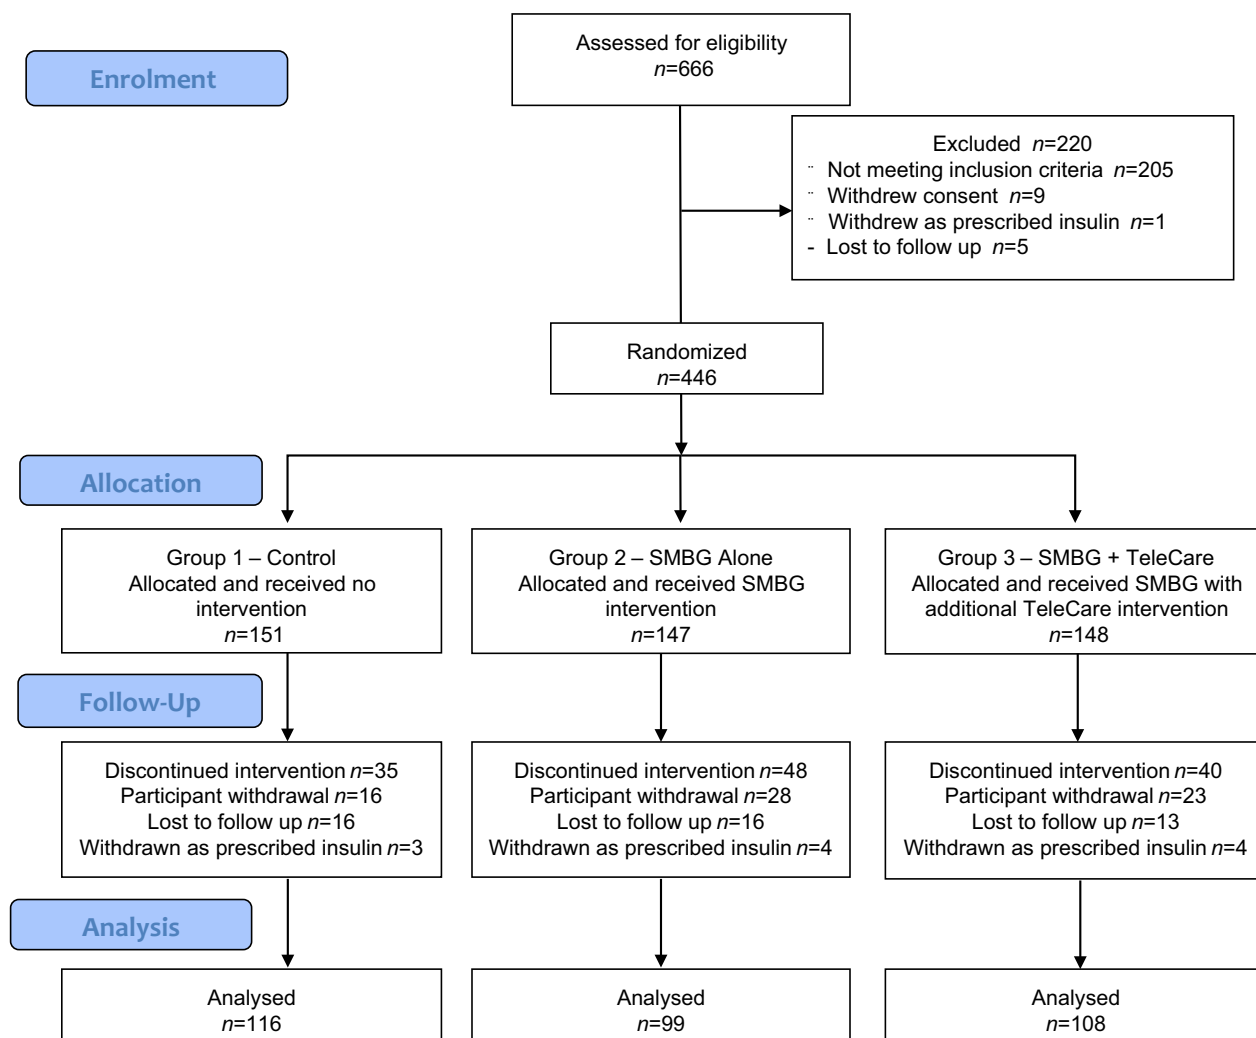 Enrolment
Assessed for eligibility
n=666
Excluded n=220
¨ Not meeting inclusion criteria n=205
¨ Withdrew consent n=9
¨ Withdrew as prescribed insulin n=1
- Lost to follow up n=5
Randomized
n=446
Allocation
Group 1 – Control
Allocated and received no
intervention
n=151
Group 2 – SMBG Alone
Allocated and received SMBG
intervention
n=147
Group 3 – SMBG + TeleCare
Allocated and received SMBG with
additional TeleCare intervention
n=148
Follow-Up
Discontinued intervention n=35
Participant withdrawal n=16
Lost to follow up n=16
Withdrawn as prescribed insulin n=3
Discontinued intervention n=48
Participant withdrawal n=28
Lost to follow up n=16
Withdrawn as prescribed insulin n=4
Discontinued intervention n=40
Participant withdrawal n=23
Lost to follow up n=13
Withdrawn as prescribed insulin n=4
Analysis
Analysed
n=116
Analysed
n=99
Analysed
n=108